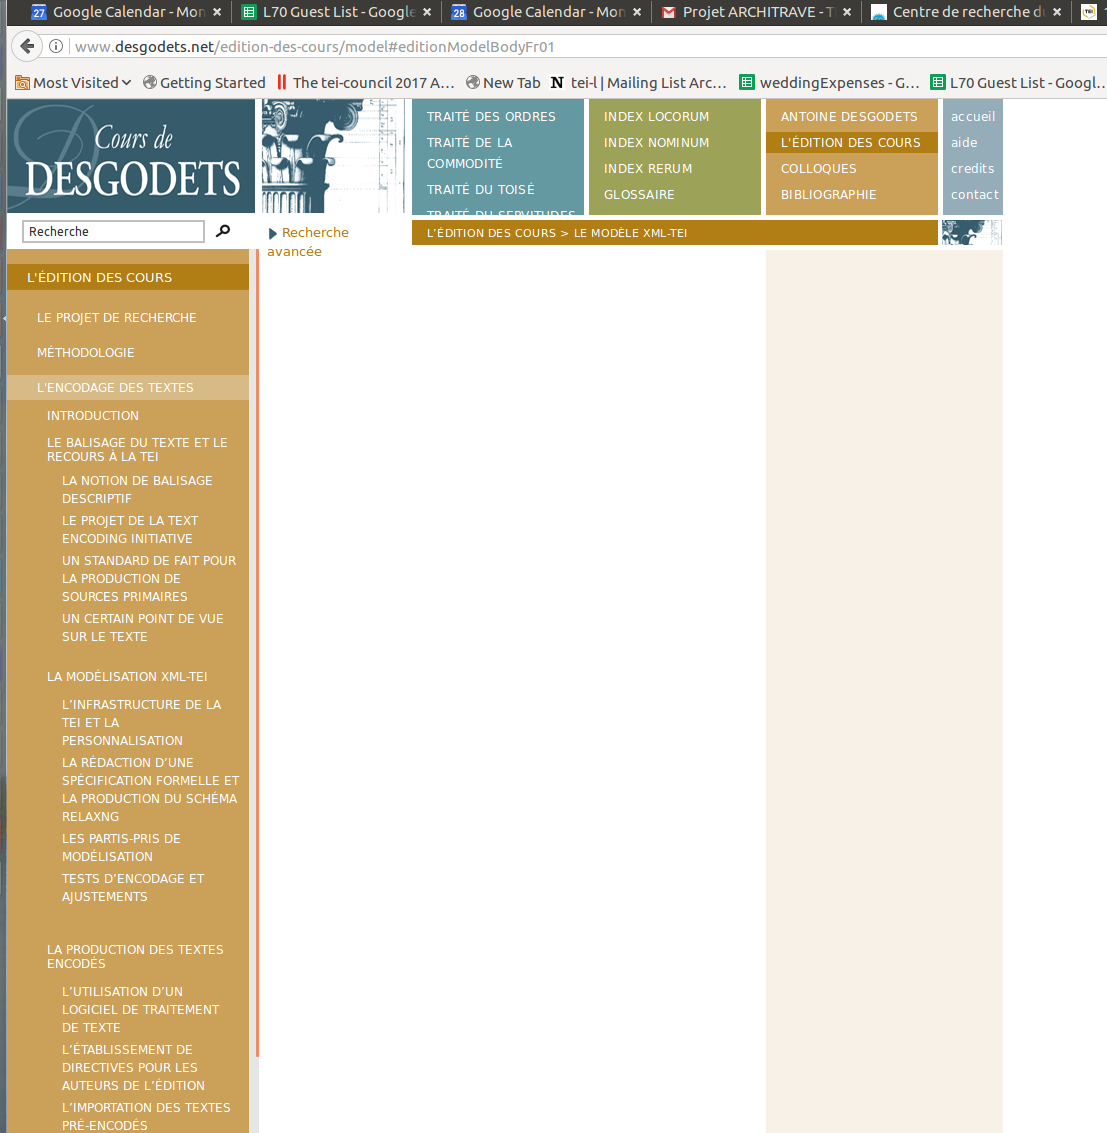 Google Calendar - Mon
L70 Guest List - Google
Google Calendar - Mon
Projet ARCHITRAVE - T
Centre de recherche du
www.desgodets.net/edition-des-cours/model#editionModelBodyFr01
Most Visited
Getting Started
The tei-council 2017 A...
New Tab
tei-l | Mailing List Arc...
weddingExpenses - G...
L70 Guest List - Googl...
Cours de
DESGODETS
TRAITÉ DES ORDRES
TRAITÉ DE LA
COMMODITÉ
TRAITÉ DU TOISÉ
TRAITÉ DU SERVITUDES
INDEX LOCORUM
INDEX NOMINUM
INDEX RERUM
GLOSSAIRE
ANTOINE DESGODETS
L'ÉDITION DES COURS
COLLOQUES
BIBLIOGRAPHIE
accueil
aide
credits
contact
Recherche
Recherche
avancée
L'ÉDITION DES COURS > LE MODÈLE XML-TEI
L'ÉDITION DES COURS
LE PROJET DE RECHERCHE
MÉTHODOLOGIE
L'ENCODAGE DES TEXTES
INTRODUCTION
LE BALISAGE DU TEXTE ET LE
RECOURS À LA TEI
LA NOTION DE BALISAGE
DESCRIPTIF
LE PROJET DE LA TEXT
ENCODING INITIATIVE
UN STANDARD DE FAIT POUR
LA PRODUCTION DE
SOURCES PRIMAIRES
UN CERTAIN POINT DE VUE
SUR LE TEXTE
LA MODÉLISATION XML-TEI
L’INFRASTRUCTURE DE LA
TEI ET LA
PERSONNALISATION
LA RÉDACTION D’UNE
SPÉCIFICATION FORMELLE ET
LA PRODUCTION DU SCHÉMA
RELAXNG
LES PARTIS-PRIS DE
MODÉLISATION
TESTS D’ENCODAGE ET
AJUSTEMENTS
LA PRODUCTION DES TEXTES
ENCODÉS
L’UTILISATION D’UN
LOGICIEL DE TRAITEMENT
DE TEXTE
L’ÉTABLISSEMENT DE
DIRECTIVES POUR LES
AUTEURS DE L’ÉDITION
L’IMPORTATION DES TEXTES
PRÉ-ENCODÉS